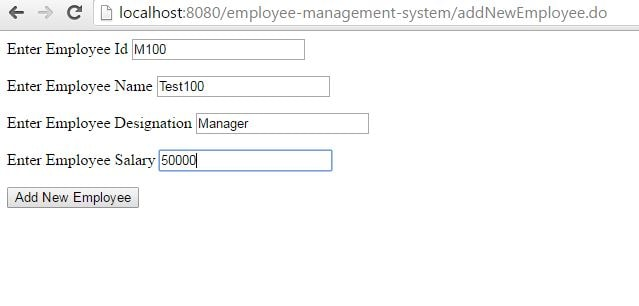 localhost:8080/employee-management-system/addNewEmployee.do
Enter Employee Id M100
Enter Employee Name Test100
Enter Employee Designation Manager
Enter Employee Salary 50000
Add New Employee